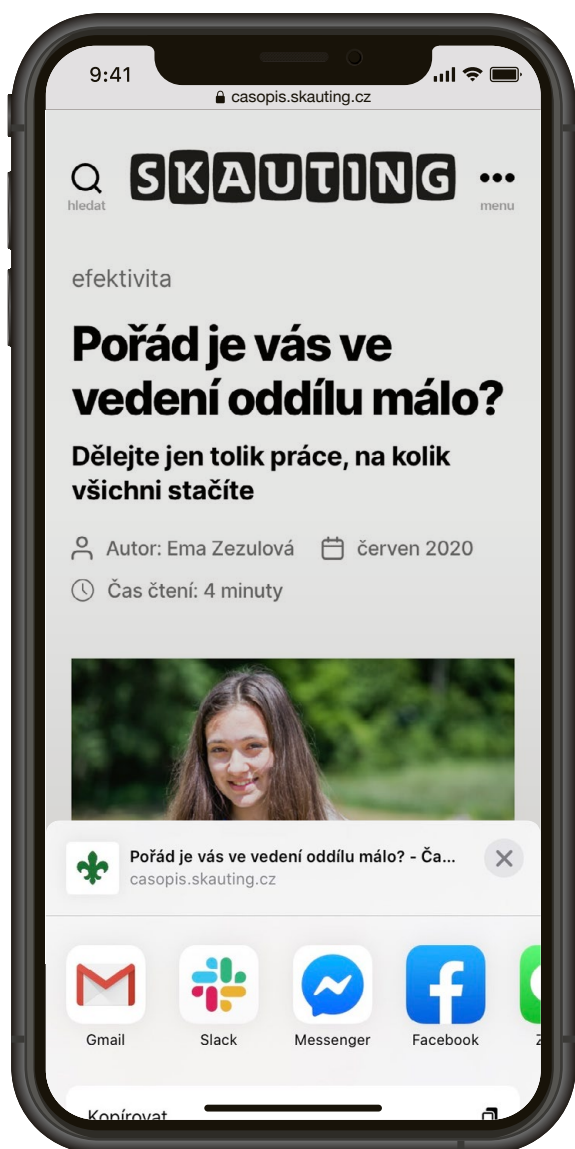 9:41
casopis.skauting.cz
SKAUTING
hledat
menu
efektivita
Pořád je vás ve
vedení oddílu málo?
Dělejte jen tolik práce, na kolik
všichni stačíte
Autor: Ema Zezulová
červen 2020
Čas čtení: 4 minuty
Pořád je vás ve vedení oddílu málo? - Ča...
casopis.skauting.cz
Gmail
Slack
Messenger
Facebook
Kopírovat